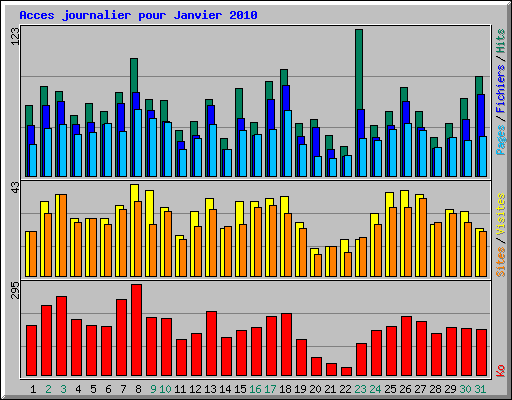 Acces journalier pour Janvier 2010
123
Pages / Fichiers / Hits
43
Sites / Visites
295
Ko
1 2 3 4 5 6 7 8 9 10 11 12 13 14 15 16 17 18 19 20 21 22 23 24 25 26 27 28 29 30 31